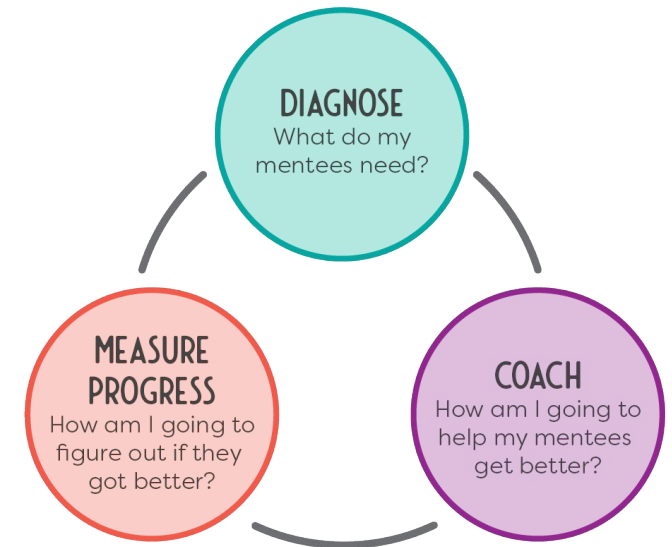 DIAGNOSE
What do my
mentees need?
COACH
How am I going to
help my mentees
get better?
MEASURE
PROGRESS
How am I going to
figure out if they
got better?